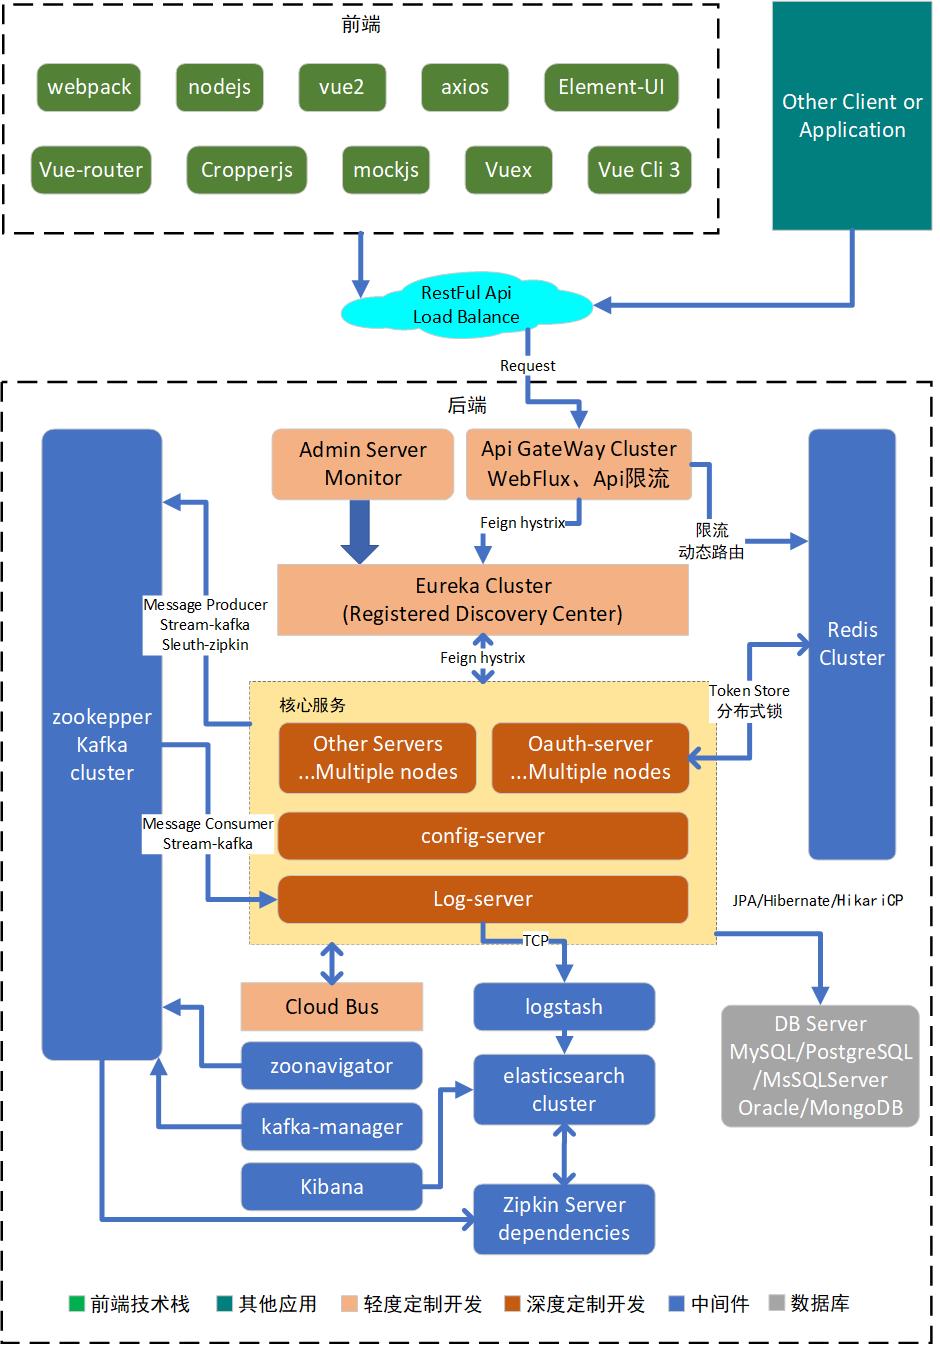 前端
webpack
nodejs
vue2
axios
Element-UI
Vue-router
Cropperjs
mockjs
Vuex
Vue Cli 3
Other Client or
Application
RestFul Api
Load Balance
Request
后端
Admin Server
Monitor
Api GateWay Cluster
WebFlux、Api限流
Feign hystrix
限流
动态路由
Eureka Cluster
(Registered Discovery Center)
Message Producer
Stream-kafka
Sleuth-zipkin
Feign hystrix
Redis
Cluster
zookepper
Kafka
cluster
核心服务
Token Store
分布式锁
Other Servers
...Multiple nodes
Oauth-server
...Multiple nodes
config-server
Message Consumer
Stream-kafka
Log-server
JPA/Hibernate/HikariCP
TCP
Cloud Bus
logstash
DB Server
MySQL/PostgreSQL
/MsSQLServer
Oracle/MongoDB
zoonavigator
elasticsearch
cluster
kafka-manager
Kibana
Zipkin Server
dependencies
前端技术栈
其他应用
轻度定制开发
深度定制开发
中间件
数据库